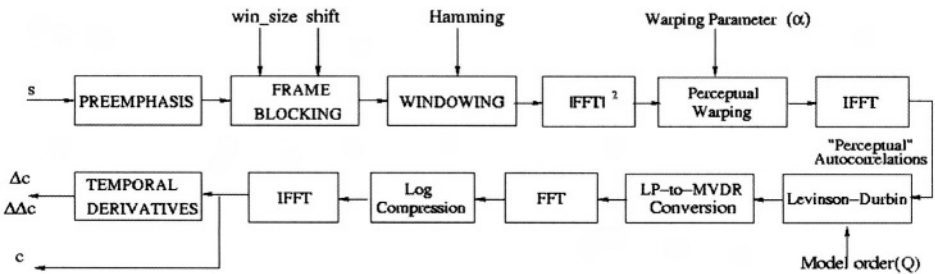 win_size shift
Hamming
Warping Parameter (α)
s
PREEMPHASIS
FRAME
BLOCKING
WINDOWING
|FFT| 2
Perceptual
Warping
IFFT
"Perceptual"
Autocorrelations
Δc
ΔΔc
TEMPORAL
DERIVATIVES
IFFT
Log
Compression
FFT
LP-to-MVDR
Conversion
Levinson-Durbin
c
Model order(Q)